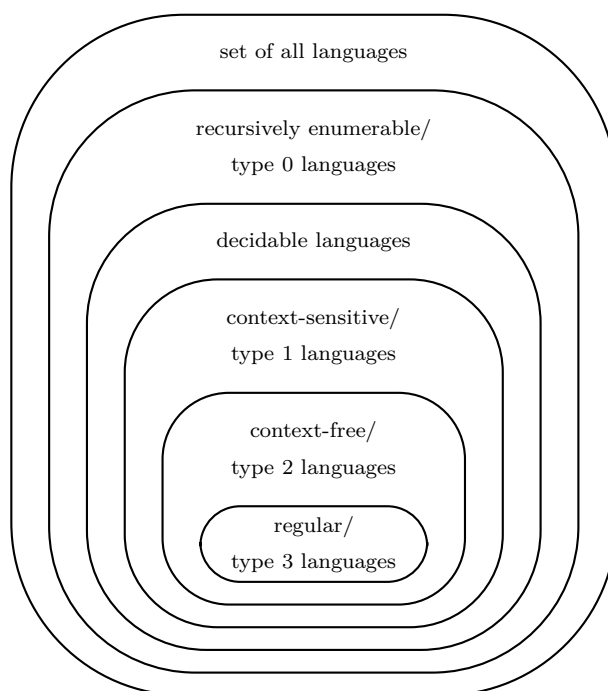 set of all languages
recursively enumerable/
type 0 languages
decidable languages
context-sensitive/
type 1 languages
context-free/
type 2 languages
regular/
type 3 languages